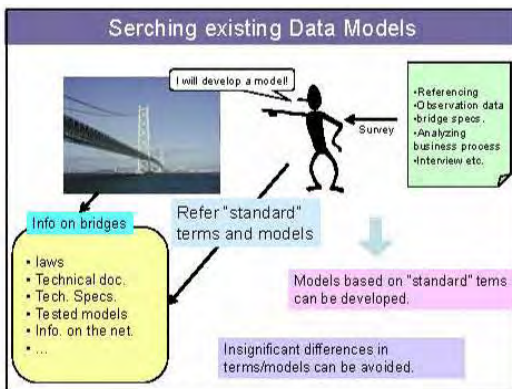 Serching existing Data Models
I will develop a model!
•Referencing
•Observation data
•bridge specs.
•Analyzing
business process
•Interview etc.
Survey
Info on bridges
Refer "standard"
terms and models
• laws
• Technical doc.
• Tech. Specs.
• Tested models
• Info. on the net.
• ...
Models based on "standard" tems
can be developed.
Insignificant differences in
terms/models can be avoided.